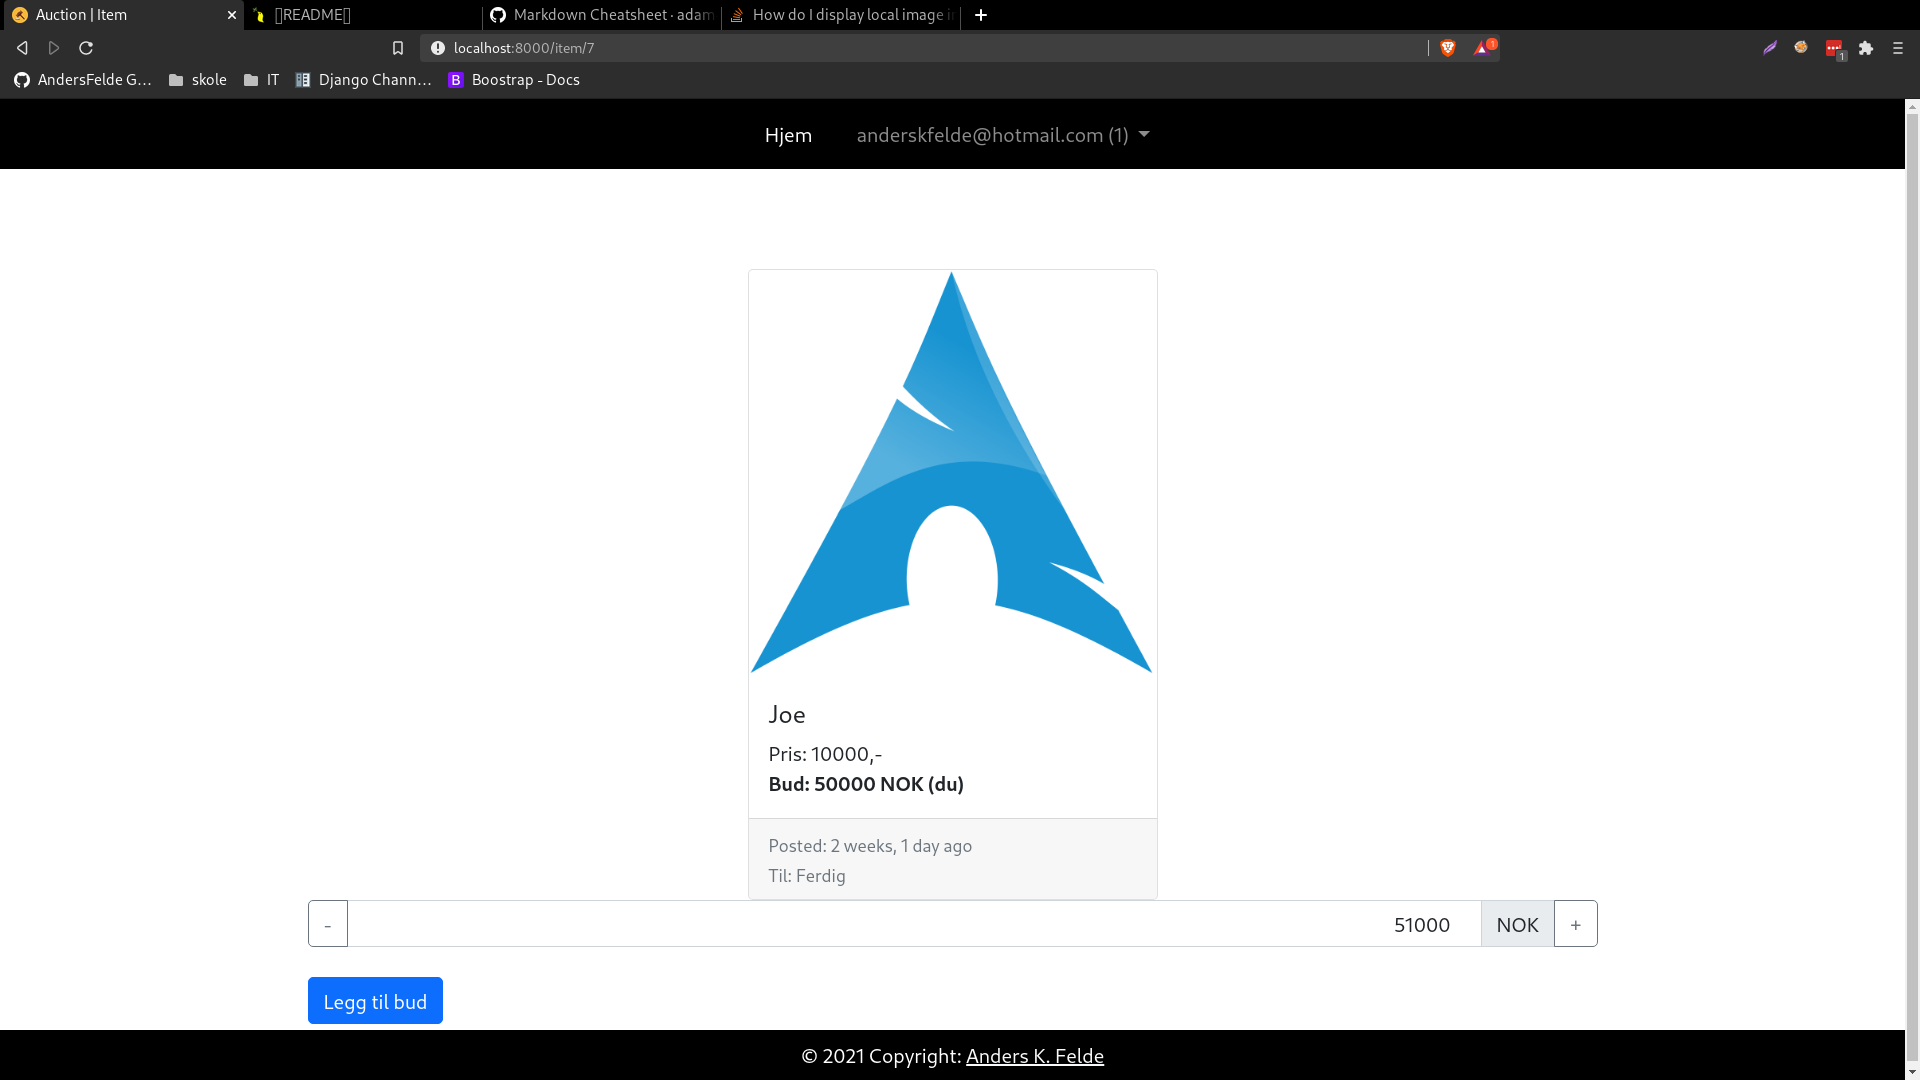 Auction | Item
[]README[]
Markdown Cheatsheet · adam
How do I display local image i
localhost:8000/item/7
1
1
AndersFelde G...
skole
IT
Django Chann...
B
Boostrap - Docs
Hjem
anderskfelde@hotmail.com (1)
Joe
Pris: 10000,-
Bud: 50000 NOK (du)
Posted: 2 weeks, 1 day ago
Til: Ferdig
-
51000
NOK
+
Legg til bud
© 2021 Copyright: Anders K. Felde